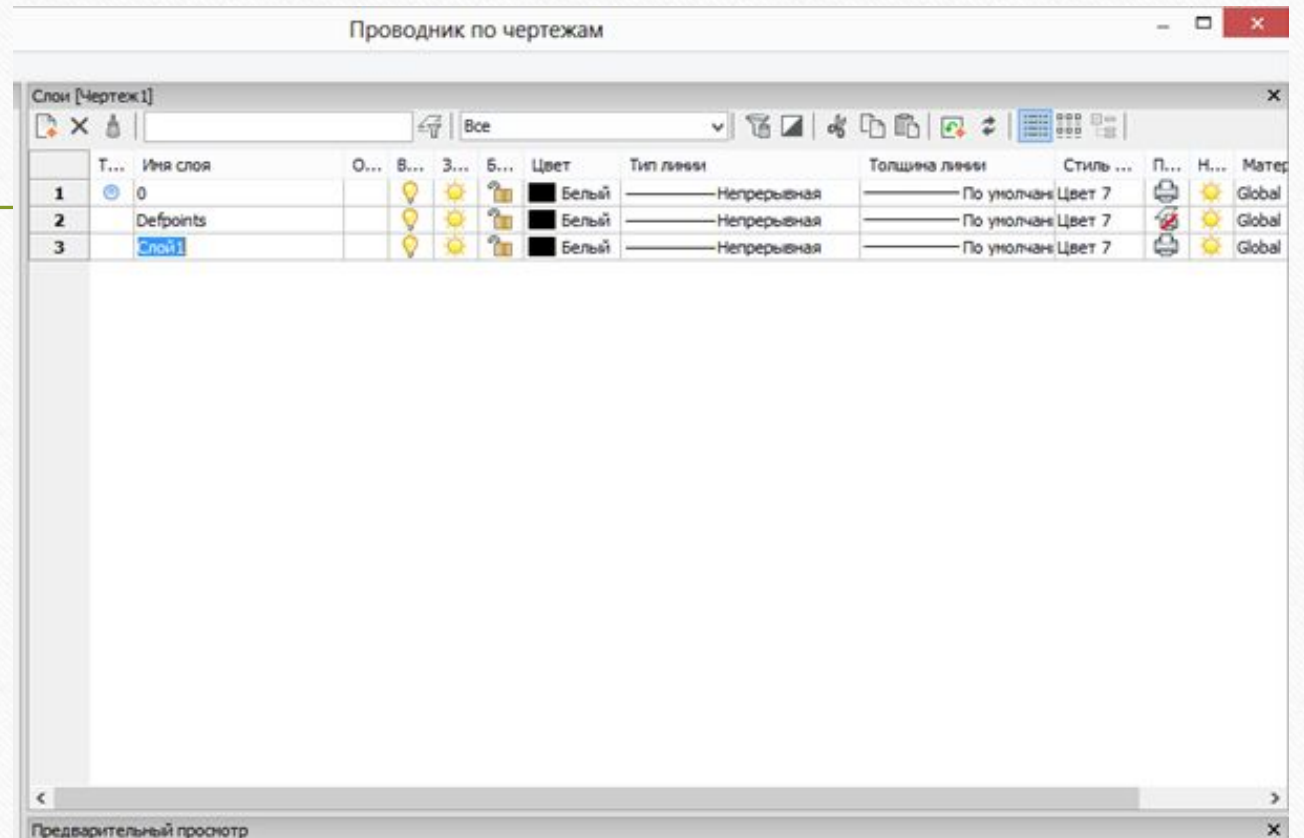 Проводник по чертежам
Слои [Чертеж1]
Все
Т... Имя слоя О... В... З... Б... Цвет Тип линии Толщина линии Стиль ... П... Н... Матер
1 0 Белый Непрерывная По умолчан Цвет 7 Global
2 Defpoints Белый Непрерывная По умолчан Цвет 7 Global
3 Слой1 Белый Непрерывная По умолчан Цвет 7 Global
Предварительный просмотр